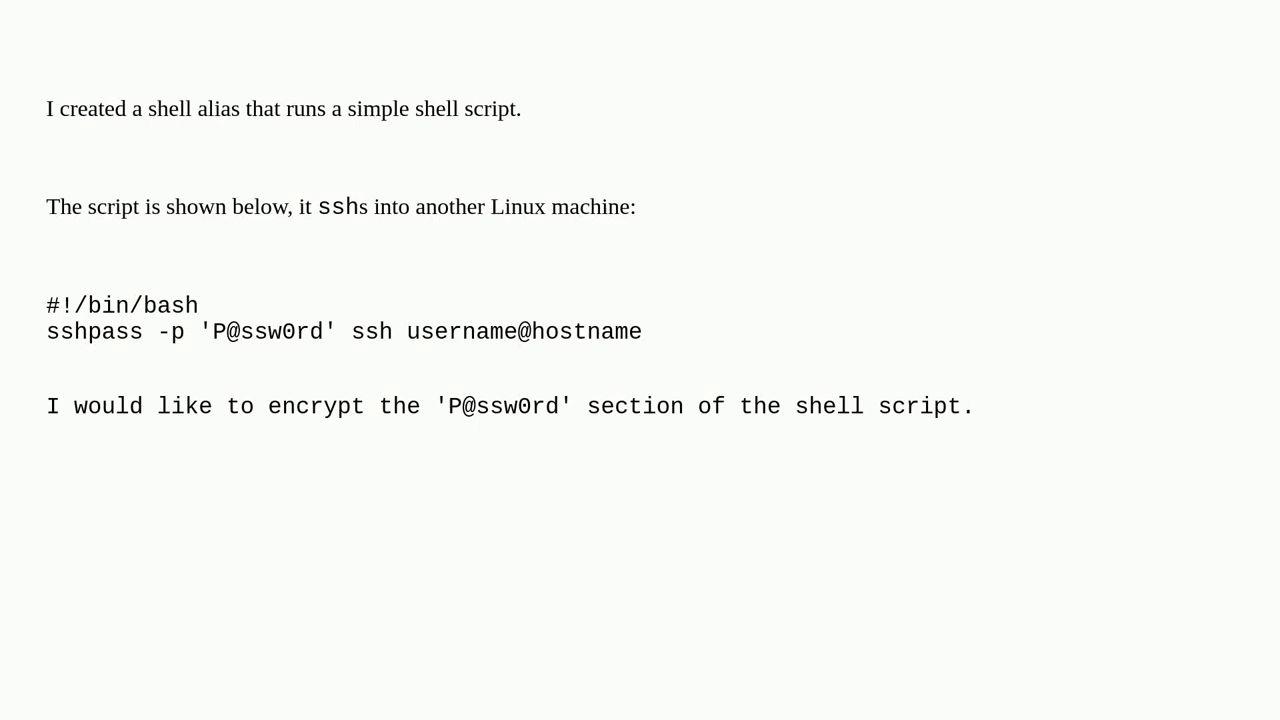 I created a shell alias that runs a simple shell script.
The script is shown below, it sshs into another Linux machine:
#!/bin/bash
sshpass -p 'P@ssw0rd' ssh username@hostname
I would like to encrypt the 'P@ssw0rd' section of the shell script.